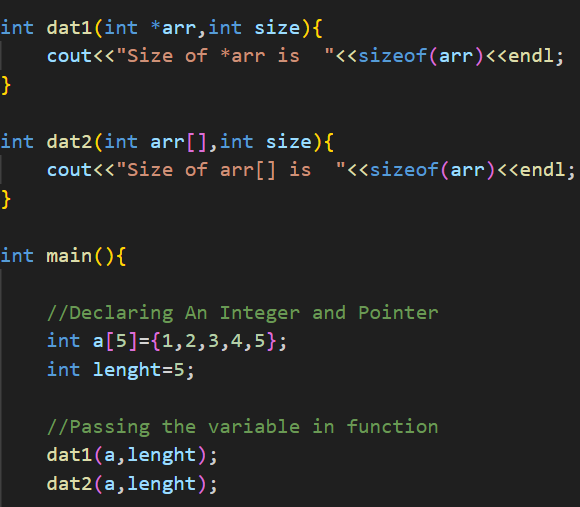 int dat1(int *arr,int size){
    cout<<"Size of *arr is  "<<sizeof(arr)<<endl;
}
int dat2(int arr[],int size){
    cout<<"Size of arr[] is  "<<sizeof(arr)<<endl;
}
int main(){
    //Declaring An Integer and Pointer
    int a[5]={1,2,3,4,5};
    int lenght=5;
    //Passing the variable in function
    dat1(a,lenght);
    dat2(a,lenght);